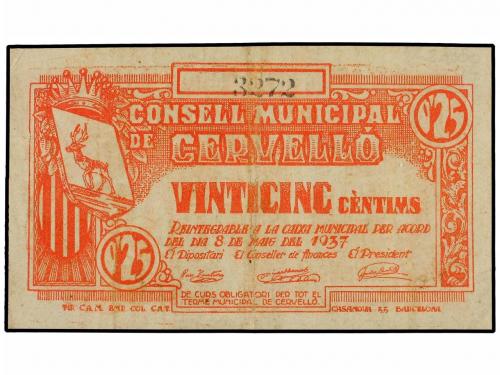 3272
CONSELL MUNICIPAL
DE CERVELLÓ
0'25
VINTICINC CÈNTIMS
REINTEGRABLE A LA CAIXA MUNICIPAL PER ACORD
DEL DIA 8 DE MAIG DEL 1937
El Dipositari El Conseller de Finances El President
0'25
DE CURS OBLIGATORI PER TOT EL
TERME MUNICIPAL DE CERVELLÓ.
COL. C.N.T. CASANOVA 55 BARCELONA